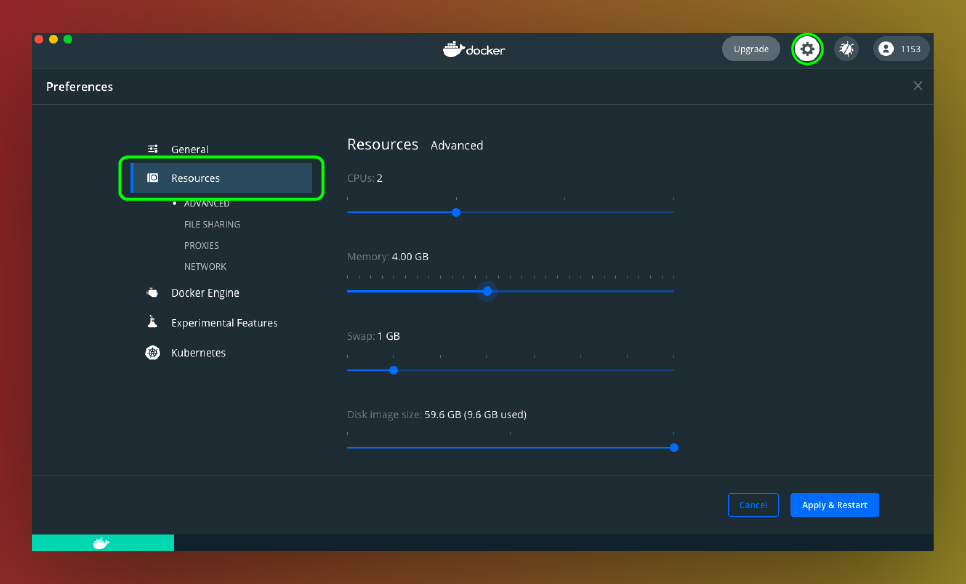 docker
Upgrade
1153
Preferences
General
Resources
ADVANCED
FILE SHARING
PROXIES
NETWORK
Docker Engine
Experimental Features
Kubernetes
Resources Advanced
CPUs: 2
Memory: 4.00 GB
Swap: 1 GB
Disk image size: 59.6 GB (9.6 GB used)
Cancel
Apply & Restart